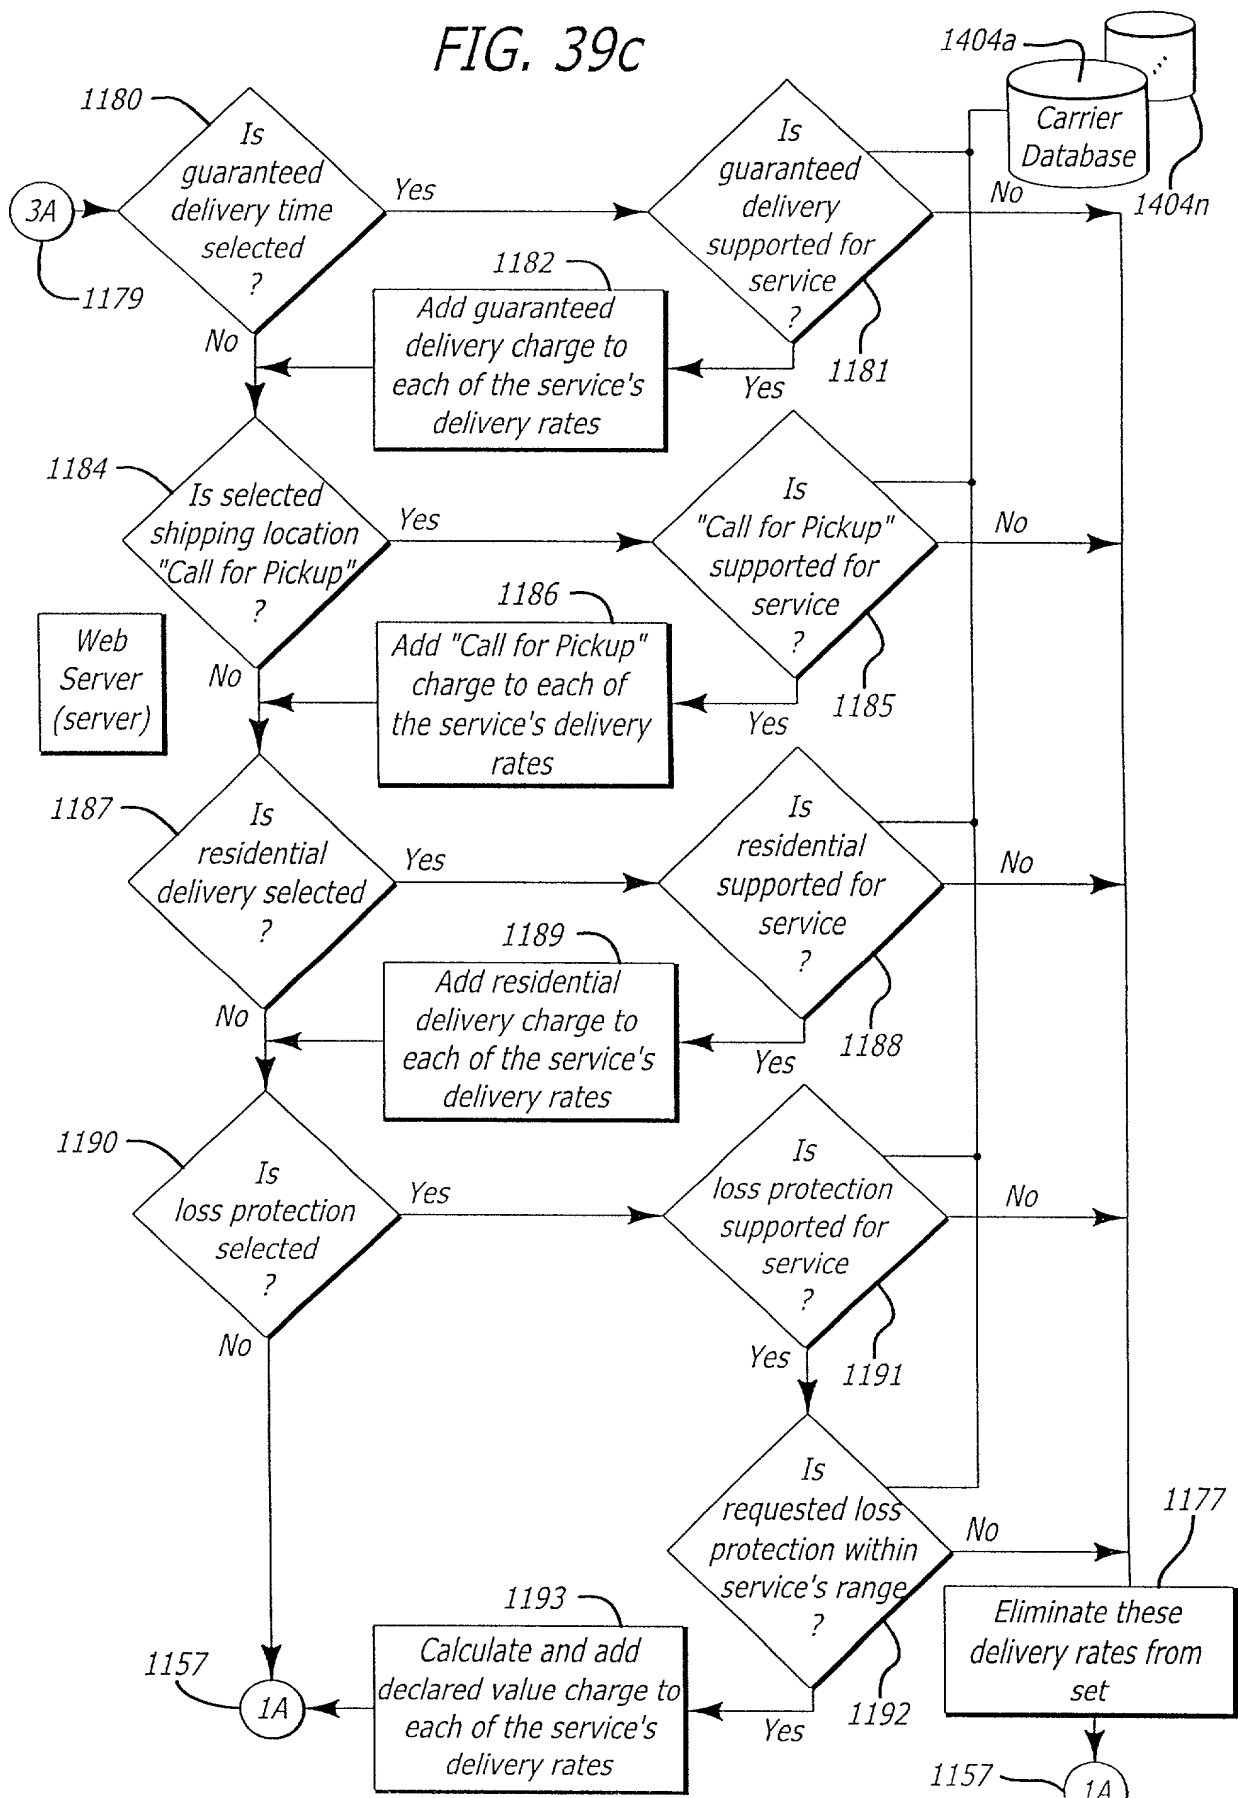 FIG. 39c
1404a
1180
Is
guaranteed
delivery time
selected
?
Is
guaranteed
delivery
supported for
service
?
Carrier
Database
1404n
3A
Yes
No
1179
1182
Add guaranteed
delivery charge to
each of the service's
delivery rates
No
Yes
1181
1184
Is selected
shipping location
"Call for Pickup"
?
Yes
Is
"Call for Pickup"
supported for
service
?
No
1186
Add "Call for Pickup"
charge to each of
the service's delivery
rates
Web
Server
(server)
No
Yes
1185
1187
Is
residential
delivery selected
?
Yes
Is
residential
supported for
service
?
No
1189
Add residential
delivery charge to
each of the service's
delivery rates
No
Yes
1188
1190
Is
loss protection
selected
?
Yes
Is
loss protection
supported for
service
?
No
No
Yes
1191
Is
requested loss
protection within
service's range
?
No
1177
Eliminate these
delivery rates from
set
1193
Calculate and add
declared value charge to
each of the service's
delivery rates
1157
1A
Yes
1192
1157
1A